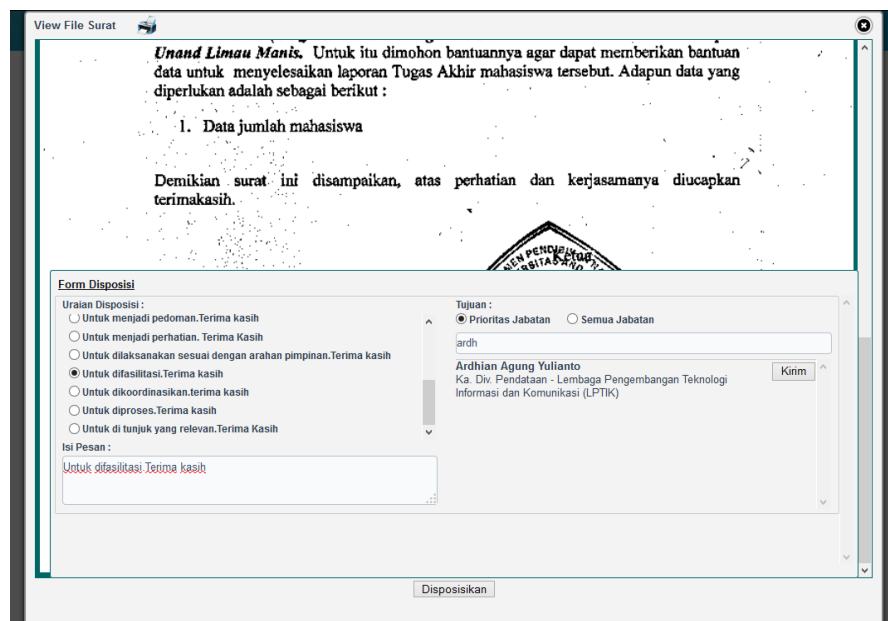 View File Surat
Unand Limau Manis. Untuk itu dimohon bantuannya agar dapat memberikan bantuan
data untuk menyelesaikan laporan Tugas Akhir mahasiswa tersebut. Adapun data yang
diperlukan adalah sebagai berikut :
1. Data jumlah mahasiswa
Demikian surat ini disampaikan, atas perhatian dan kerjasamanya diucapkan
terimakasih.
Ketua
Form Disposisi
Uraian Disposisi :
Untuk menjadi pedoman.Terima kasih
Untuk menjadi perhatian. Terima Kasih
Untuk dilaksanakan sesuai dengan arahan pimpinan.Terima kasih
Untuk difasilitasi.Terima kasih
Untuk dikoordinasikan.terima kasih
Untuk diproses.Terima kasih
Untuk di tunjuk yang relevan.Terima Kasih
Isi Pesan :
Untuk difasilitasi.Terima kasih
Tujuan :
Prioritas Jabatan Semua Jabatan
ardh
Ardhian Agung Yulianto
Ka. Div. Pendataan - Lembaga Pengembangan Teknologi
Informasi dan Komunikasi (LPTIK)
Kirim
Disposisikan